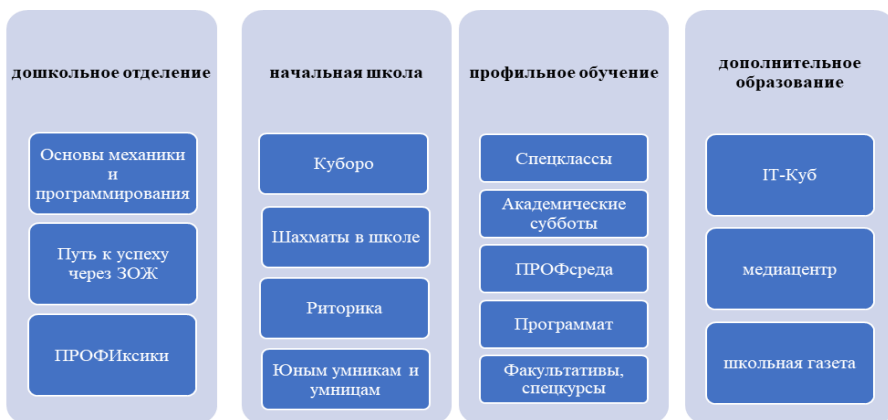 дошкольное отделение
Основы механики
и
программирования
Путь к успеху
через ЗОЖ
ПРОФИксики
начальная школа
Куборо
Шахматы в школе
Риторика
Юным умникам и
умницам
профильное обучение
Спецклассы
Академические
субботы
ПРОФсреда
Программат
Факультативы,
спецкурсы
дополнительное
образование
IT-Куб
медиацентр
школьная газета